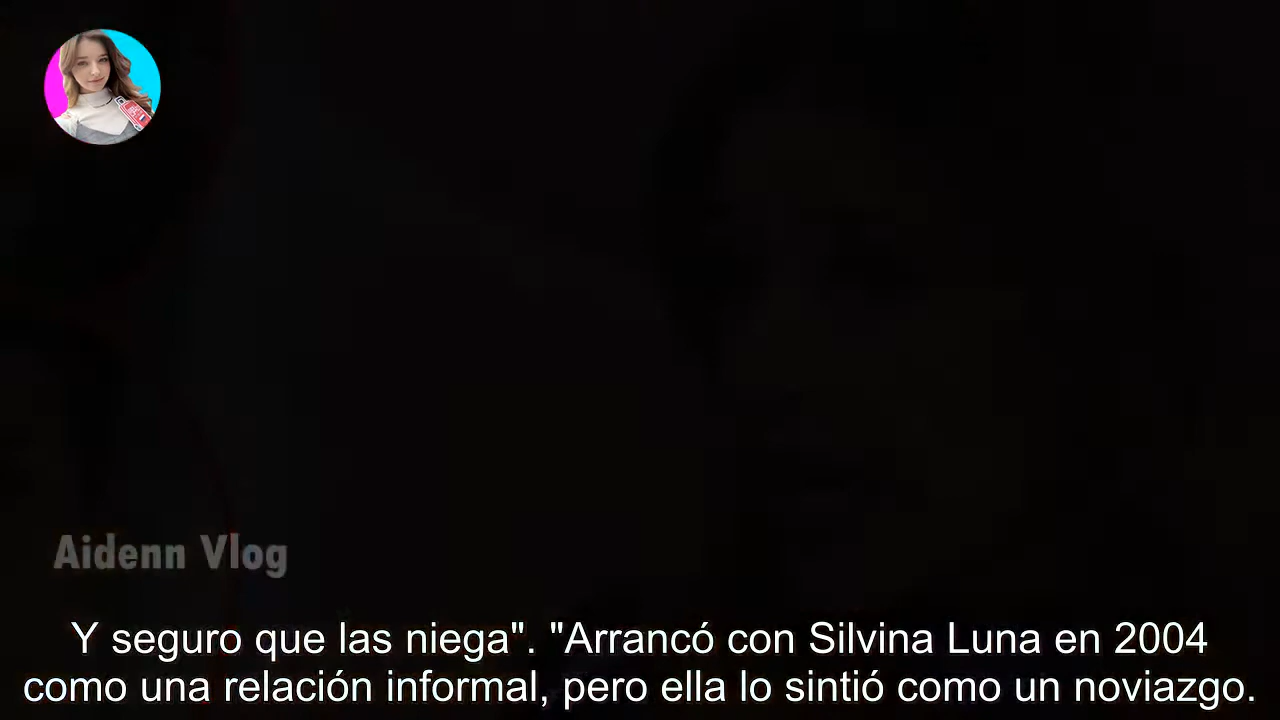 Aidenn Vlog
Y seguro que las niega". "Arrancó con Silvina Luna en 2004
como una relación informal, pero ella lo sintió como un noviazgo.